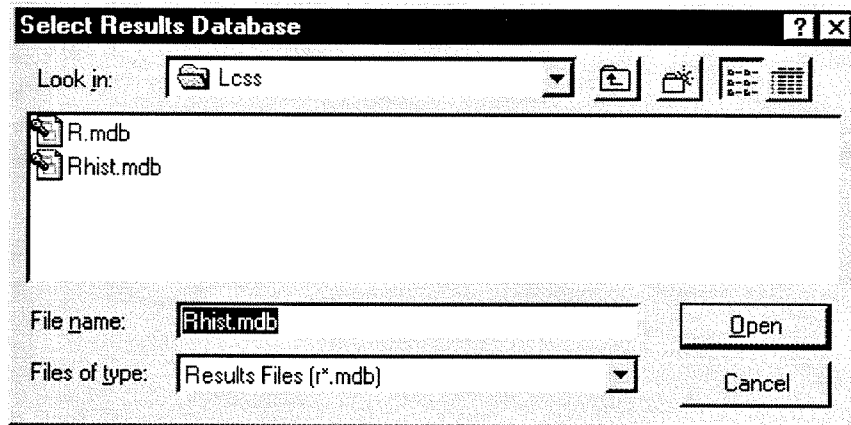 Select Results Database
Look in: Lcss
R.mdb
Rhist.mdb
File name: Rhist.mdb Open
Files of type: Results Files (r*.mdb) Cancel